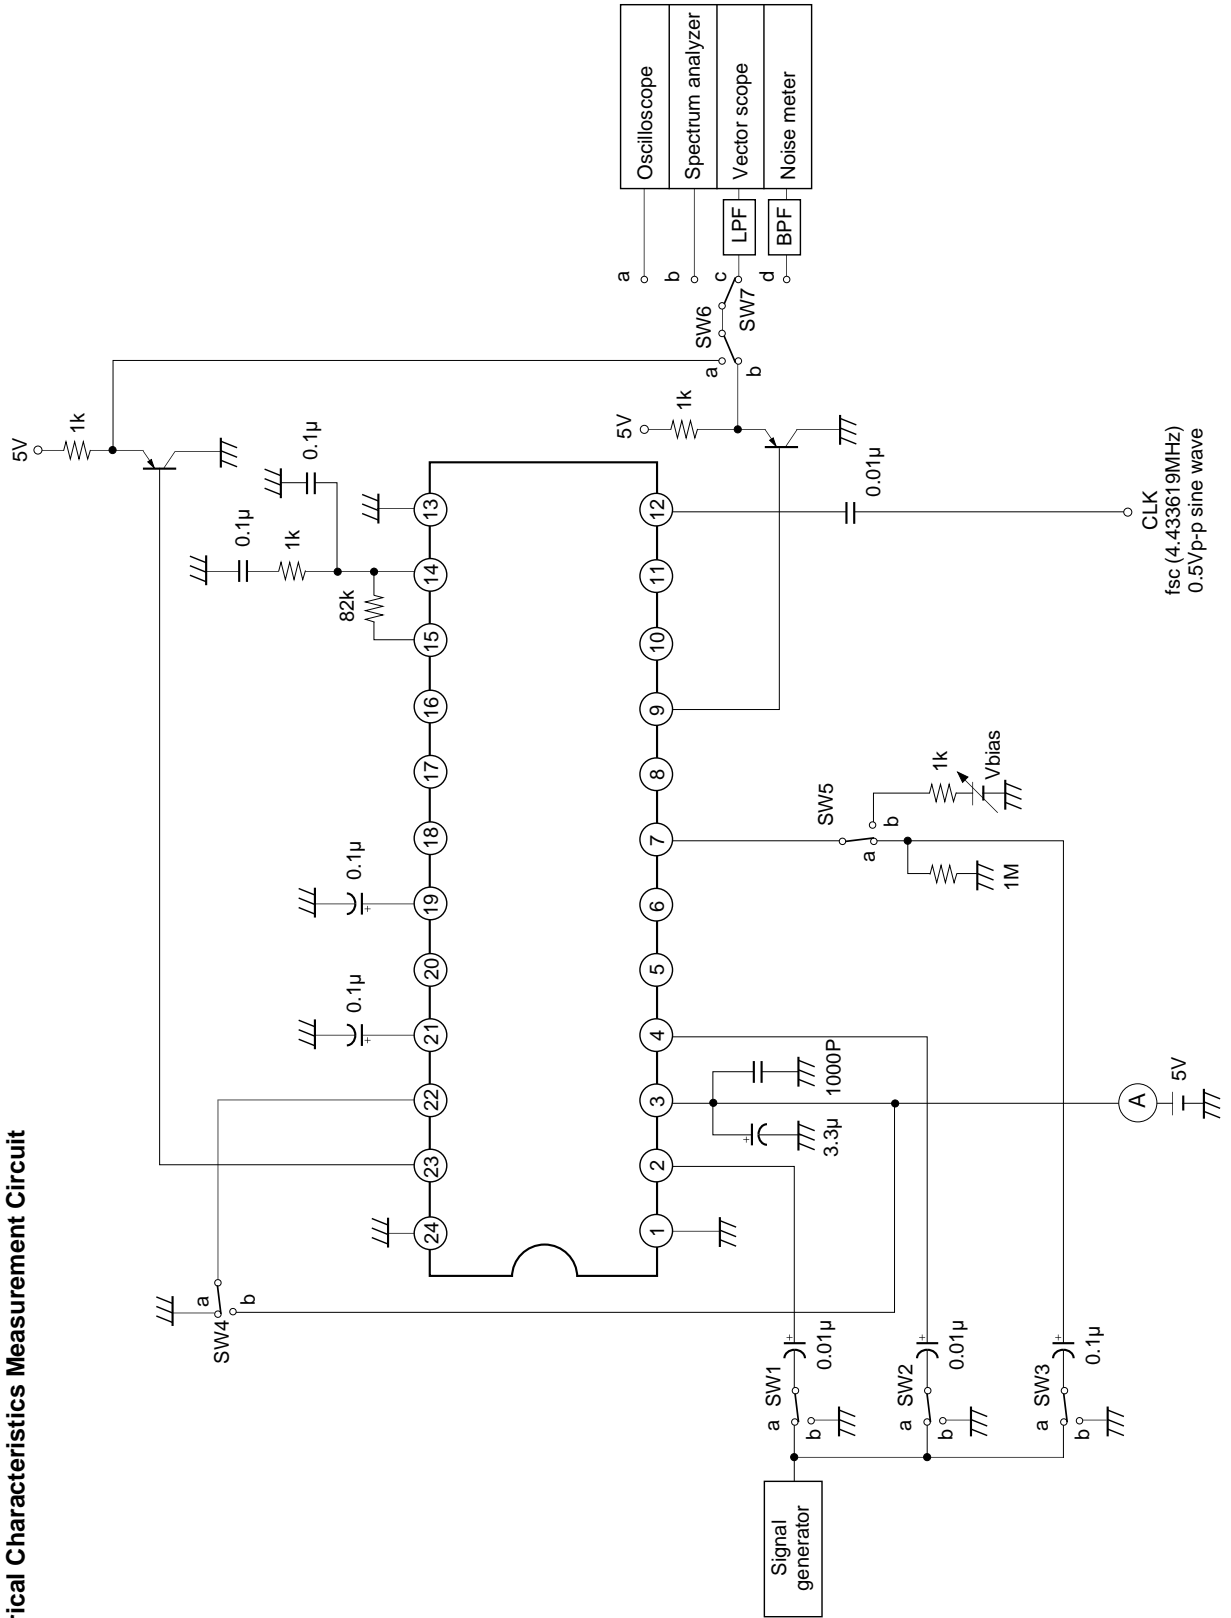 rical Characteristics Measurement Circuit
5V
1k
0.1µ
0.1µ
1k
82k
0.1µ
0.1µ
a
b
SW4
24
23
22
21
20
19
18
17
16
15
14
13
1
2
3
4
5
6
7
8
9
10
11
12
Oscilloscope
Spectrum analyzer
Vector scope
Noise meter
LPF
BPF
a
b
c
d
SW6
SW7
a
b
5V
1k
0.01µ
CLK
fsc (4.433619MHz)
0.5Vp-p sine wave
SW5
a
b
1k
Vbias
1M
3.3µ
1000P
A
5V
SW1
a
b
0.01µ
SW2
a
b
0.01µ
SW3
a
b
0.1µ
Signal
generator
+
+
+
+
+
+